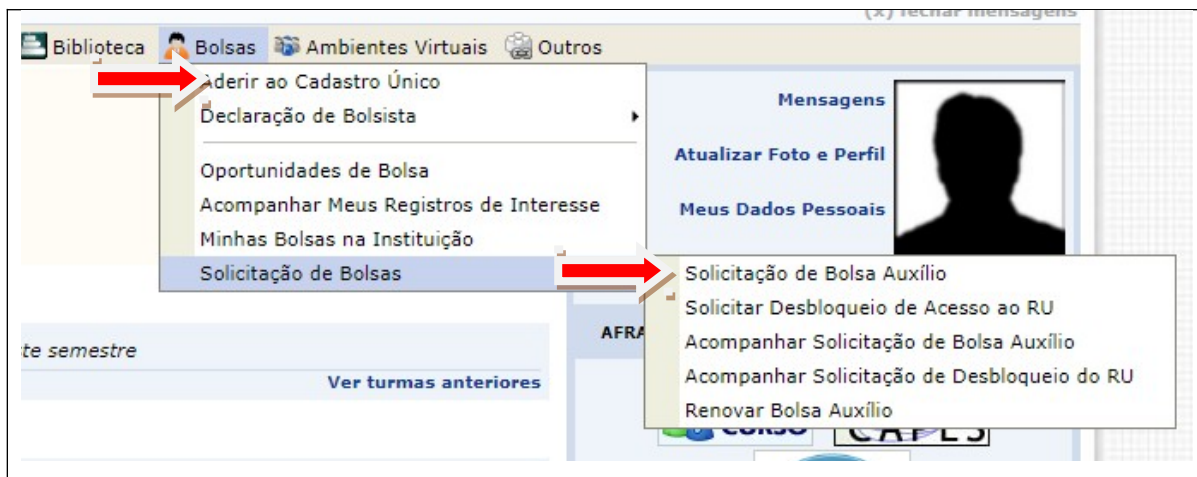 (x) fechar mensagens
Biblioteca Bolsas Ambientes Virtuais Outros
Aderir ao Cadastro Único
Declaração de Bolsista
Oportunidades de Bolsa
Acompanhar Meus Registros de Interesse
Minhas Bolsas na Instituição
Solicitação de Bolsas
Mensagens
Atualizar Foto e Perfil
Meus Dados Pessoais
Solicitação de Bolsa Auxílio
Solicitar Desbloqueio de Acesso ao RU
Acompanhar Solicitação de Bolsa Auxílio
Acompanhar Solicitação de Desbloqueio do RU
Renovar Bolsa Auxílio
AFRA
te semestre
Ver turmas anteriores
CURSO
CAPES